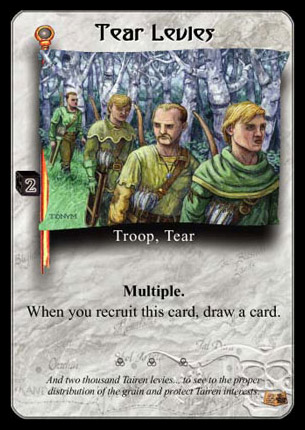 Tear Levies
2
TONYM
Troop, Tear
Multiple.
When you recruit this card, draw a card.
And two thousand Tairen levies... to see to the proper
distribution of the grain and protect Tairen interests.